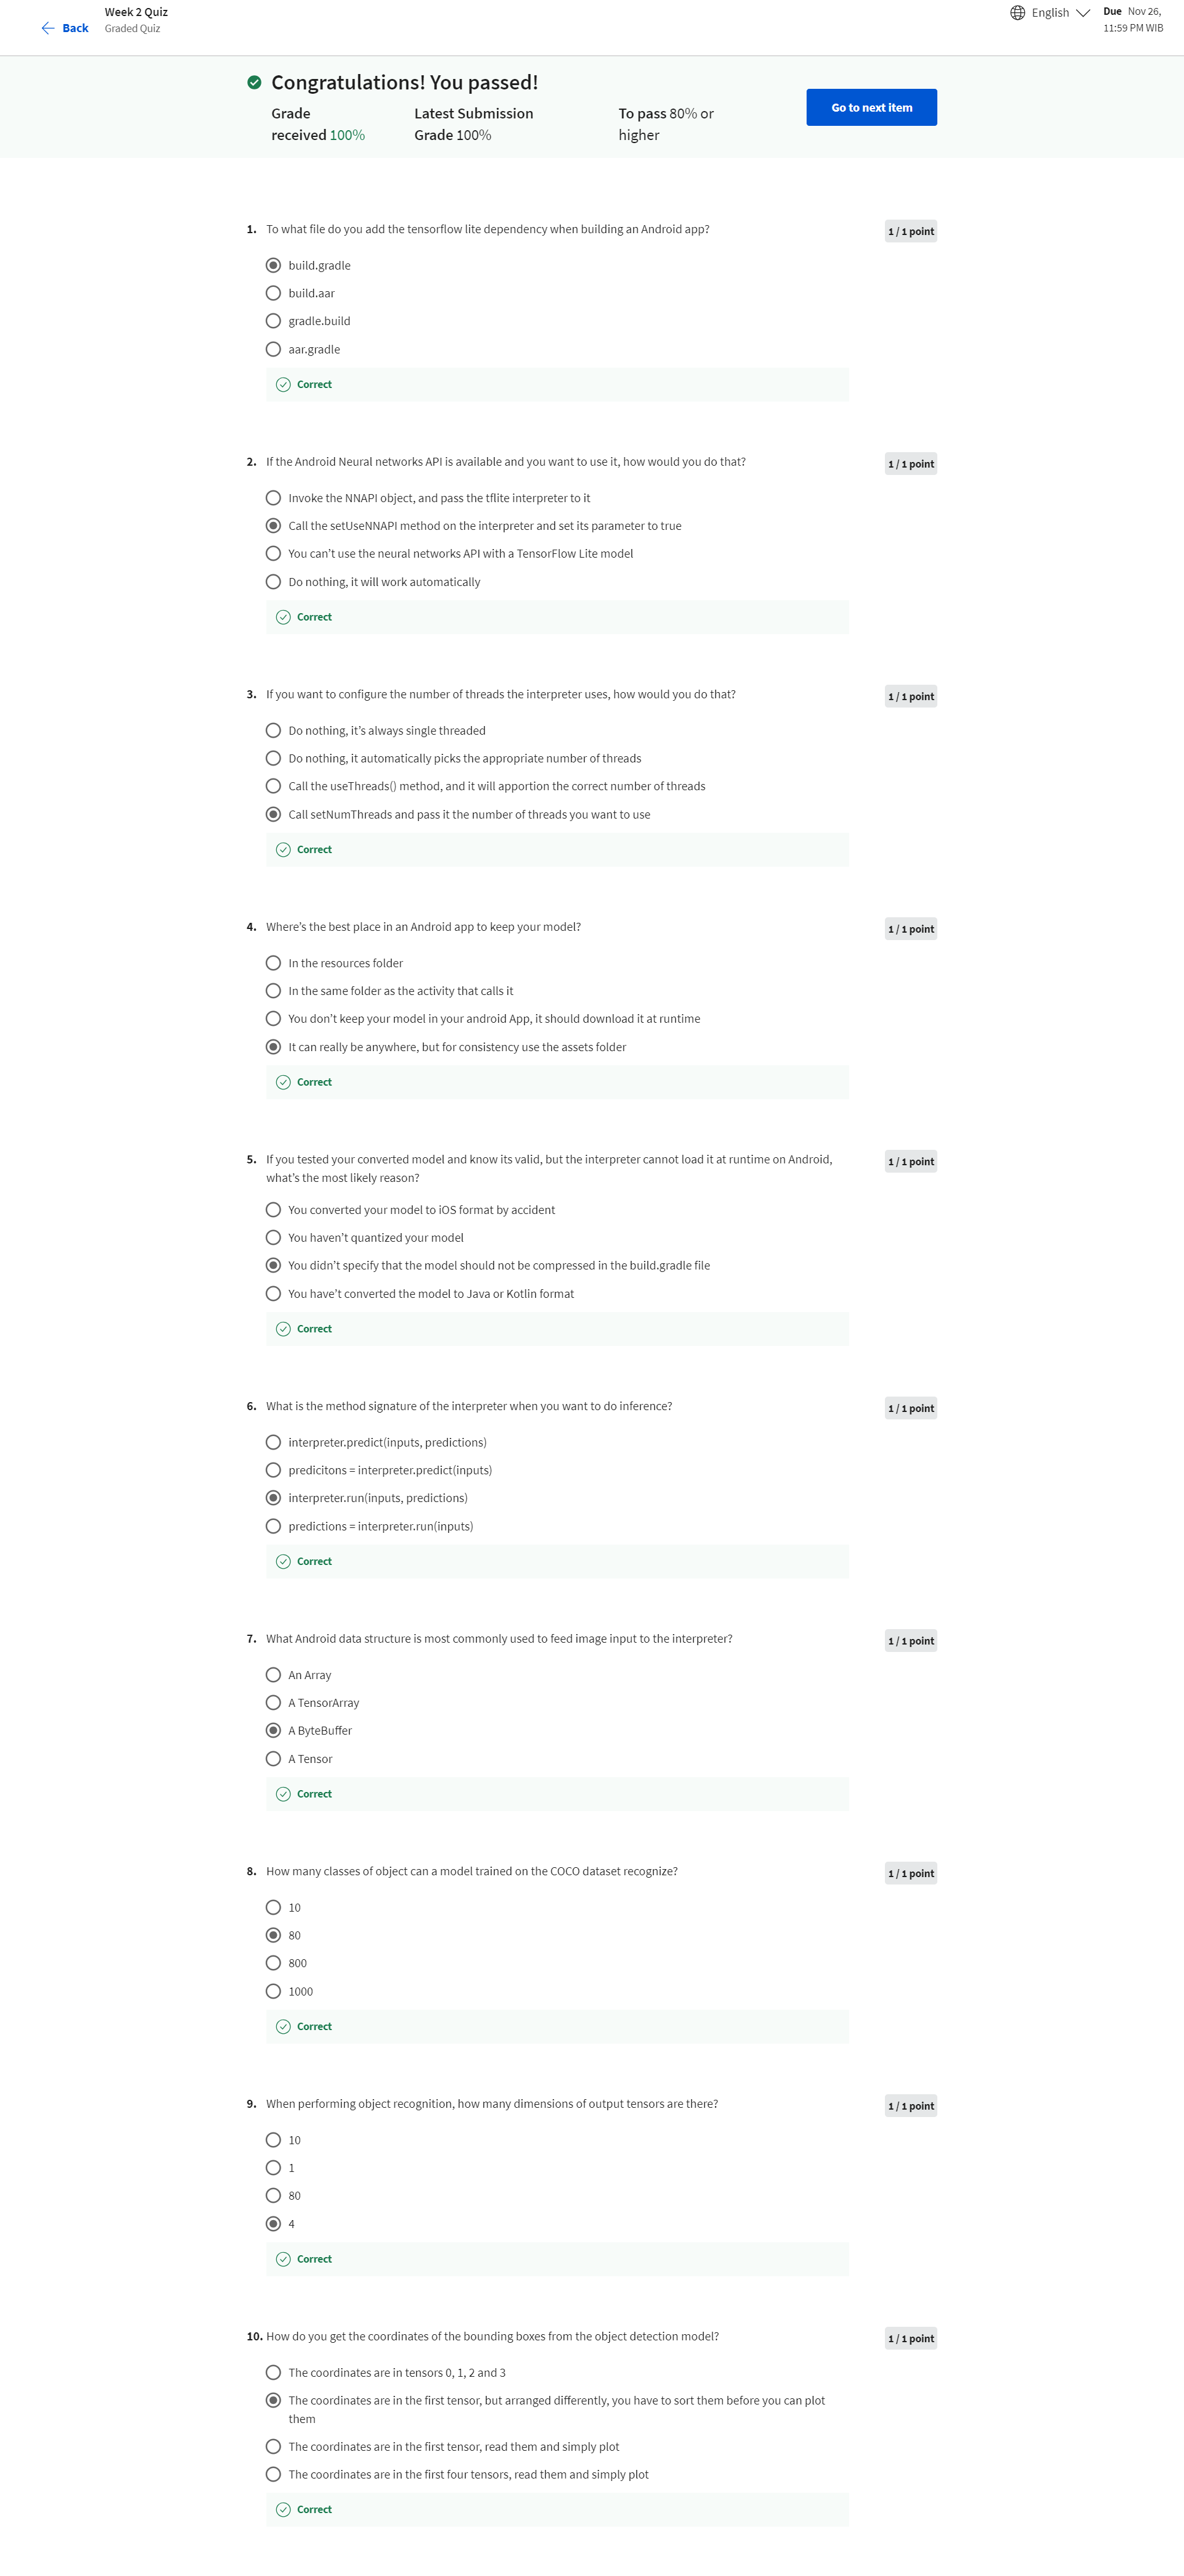 Back
Week 2 Quiz
Graded Quiz
English
Due Nov 26,
11:59 PM WIB
Congratulations! You passed!
Grade
received 100%
Latest Submission
Grade 100%
To pass 80% or
higher
Go to next item
1. To what file do you add the tensorflow lite dependency when building an Android app?
1 / 1 point
build.gradle
build.aar
gradle.build
aar.gradle
Correct
2. If the Android Neural networks API is available and you want to use it, how would you do that?
1 / 1 point
Invoke the NNAPI object, and pass the tflite interpreter to it
Call the setUseNNAPI method on the interpreter and set its parameter to true
You can't use the neural networks API with a TensorFlow Lite model
Do nothing, it will work automatically
Correct
3. If you want to configure the number of threads the interpreter uses, how would you do that?
1 / 1 point
Do nothing, it's always single threaded
Do nothing, it automatically picks the appropriate number of threads
Call the useThreads() method, and it will apportion the correct number of threads
Call setNumThreads and pass it the number of threads you want to use
Correct
4. Where's the best place in an Android app to keep your model?
1 / 1 point
In the resources folder
In the same folder as the activity that calls it
You don't keep your model in your android App, it should download it at runtime
It can really be anywhere, but for consistency use the assets folder
Correct
5. If you tested your converted model and know its valid, but the interpreter cannot load it at runtime on Android,
what's the most likely reason?
1 / 1 point
You converted your model to iOS format by accident
You haven't quantized your model
You didn't specify that the model should not be compressed in the build.gradle file
You have't converted the model to Java or Kotlin format
Correct
6. What is the method signature of the interpreter when you want to do inference?
1 / 1 point
interpreter.predict(inputs, predictions)
predicitons = interpreter.predict(inputs)
interpreter.run(inputs, predictions)
predictions = interpreter.run(inputs)
Correct
7. What Android data structure is most commonly used to feed image input to the interpreter?
1 / 1 point
An Array
A TensorArray
A ByteBuffer
A Tensor
Correct
8. How many classes of object can a model trained on the COCO dataset recognize?
1 / 1 point
10
80
800
1000
Correct
9. When performing object recognition, how many dimensions of output tensors are there?
1 / 1 point
10
1
80
4
Correct
10. How do you get the coordinates of the bounding boxes from the object detection model?
1 / 1 point
The coordinates are in tensors 0, 1, 2 and 3
The coordinates are in the first tensor, but arranged differently, you have to sort them before you can plot
them
The coordinates are in the first tensor, read them and simply plot
The coordinates are in the first four tensors, read them and simply plot
Correct